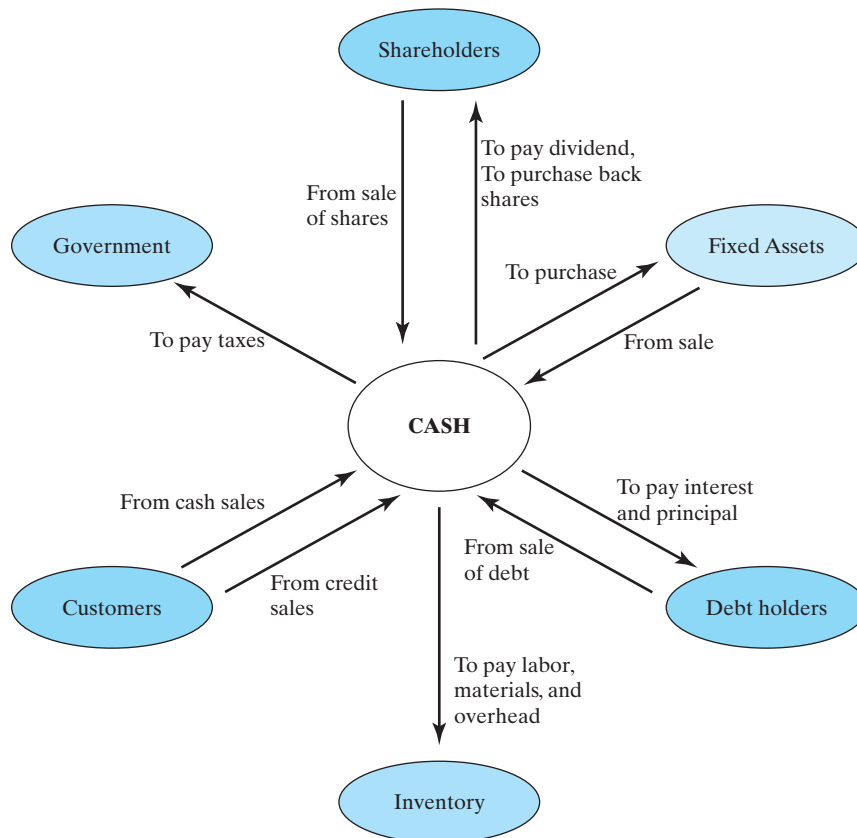 Shareholders
To pay dividend,
To purchase back
shares
From sale
of shares
Government
Fixed Assets
To purchase
To pay taxes
From sale
CASH
From cash sales
To pay interest
and principal
From sale
of debt
From credit
sales
Customers
Debt holders
To pay labor,
materials, and
overhead
Inventory